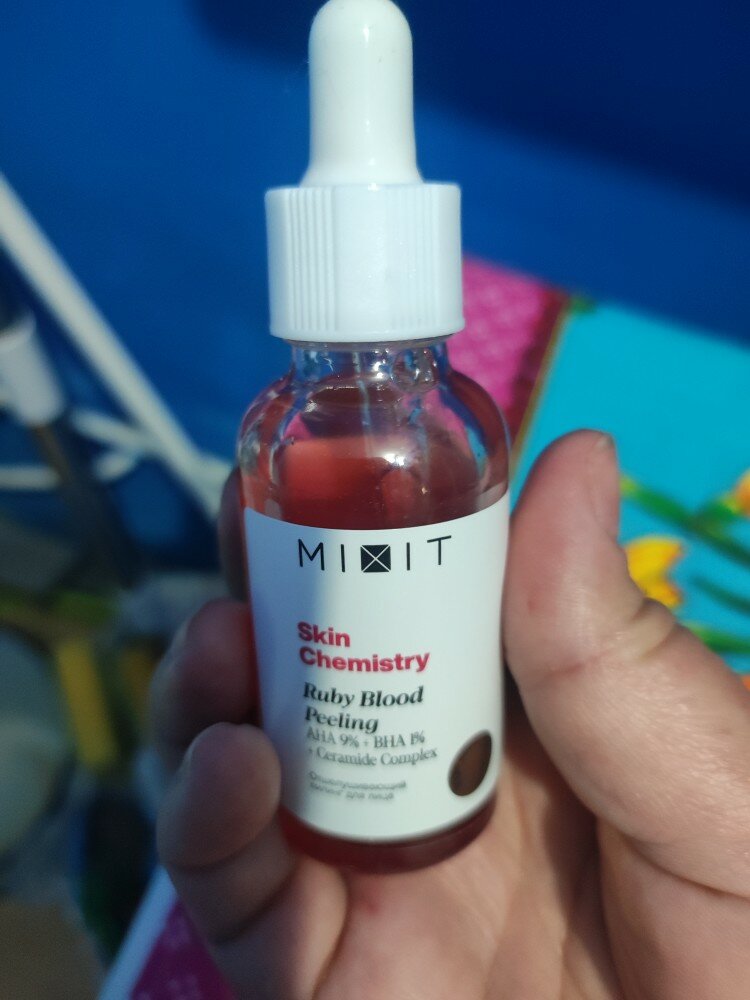 MIXIT
Skin
Chemistry
Ruby Blood
Peeling
AHA 9% + BHA 1%
+ Ceramide Complex
Отшелушивающий
пилинг для лица